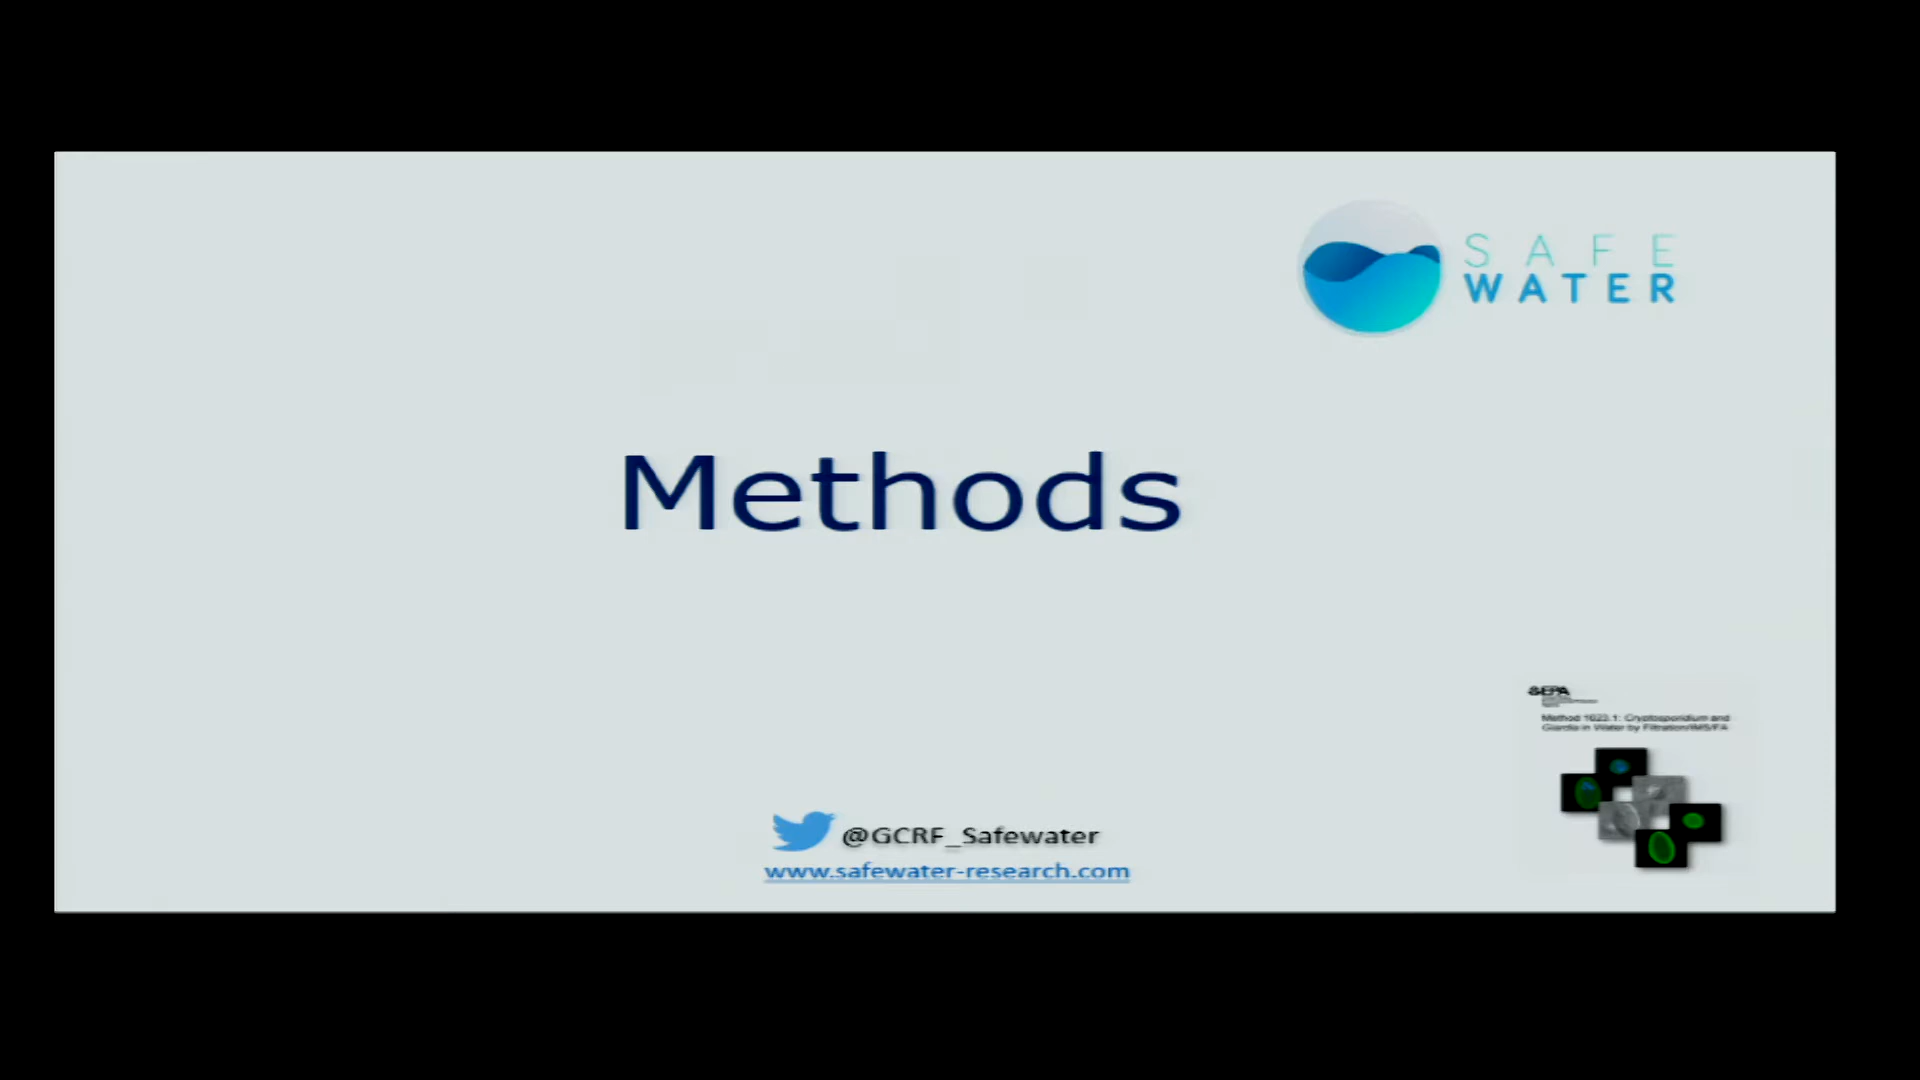 SAFE
WATER
Methods
EPA
Method 1623.1: Cryptosporidium and
Giardia in Water by Filtration/IMS/FA
@GCRF_Safewater
www.safewater-research.com